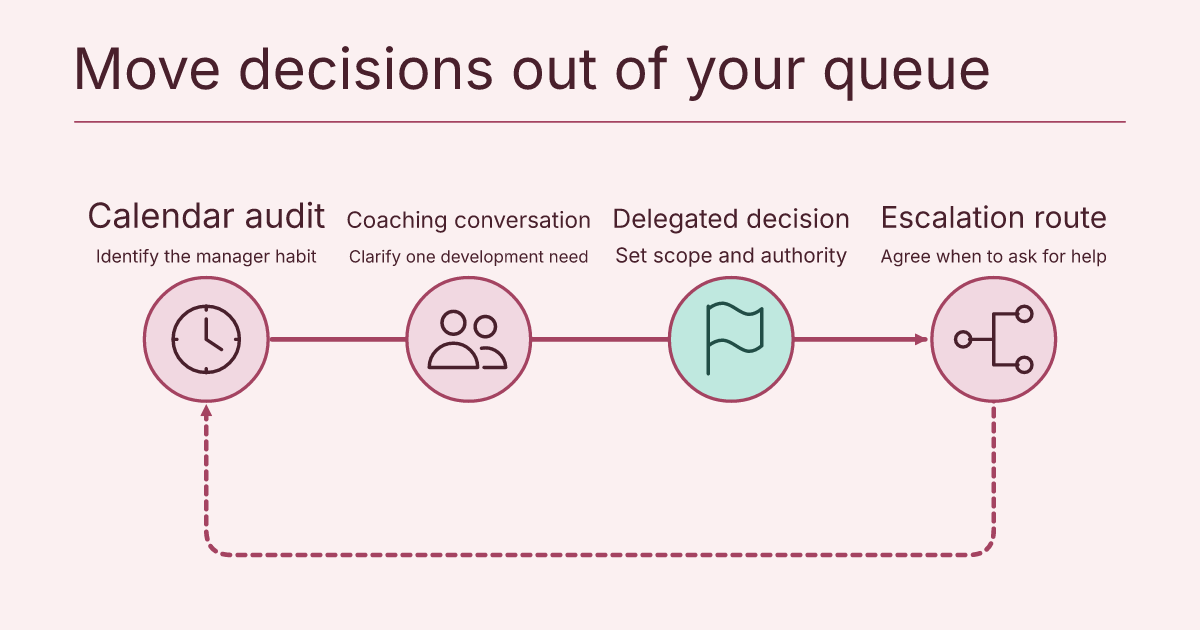 Move decisions out of your queue
Calendar audit
Identify the manager habit
Coaching conversation
Clarify one development need
Delegated decision
Set scope and authority
Escalation route
Agree when to ask for help